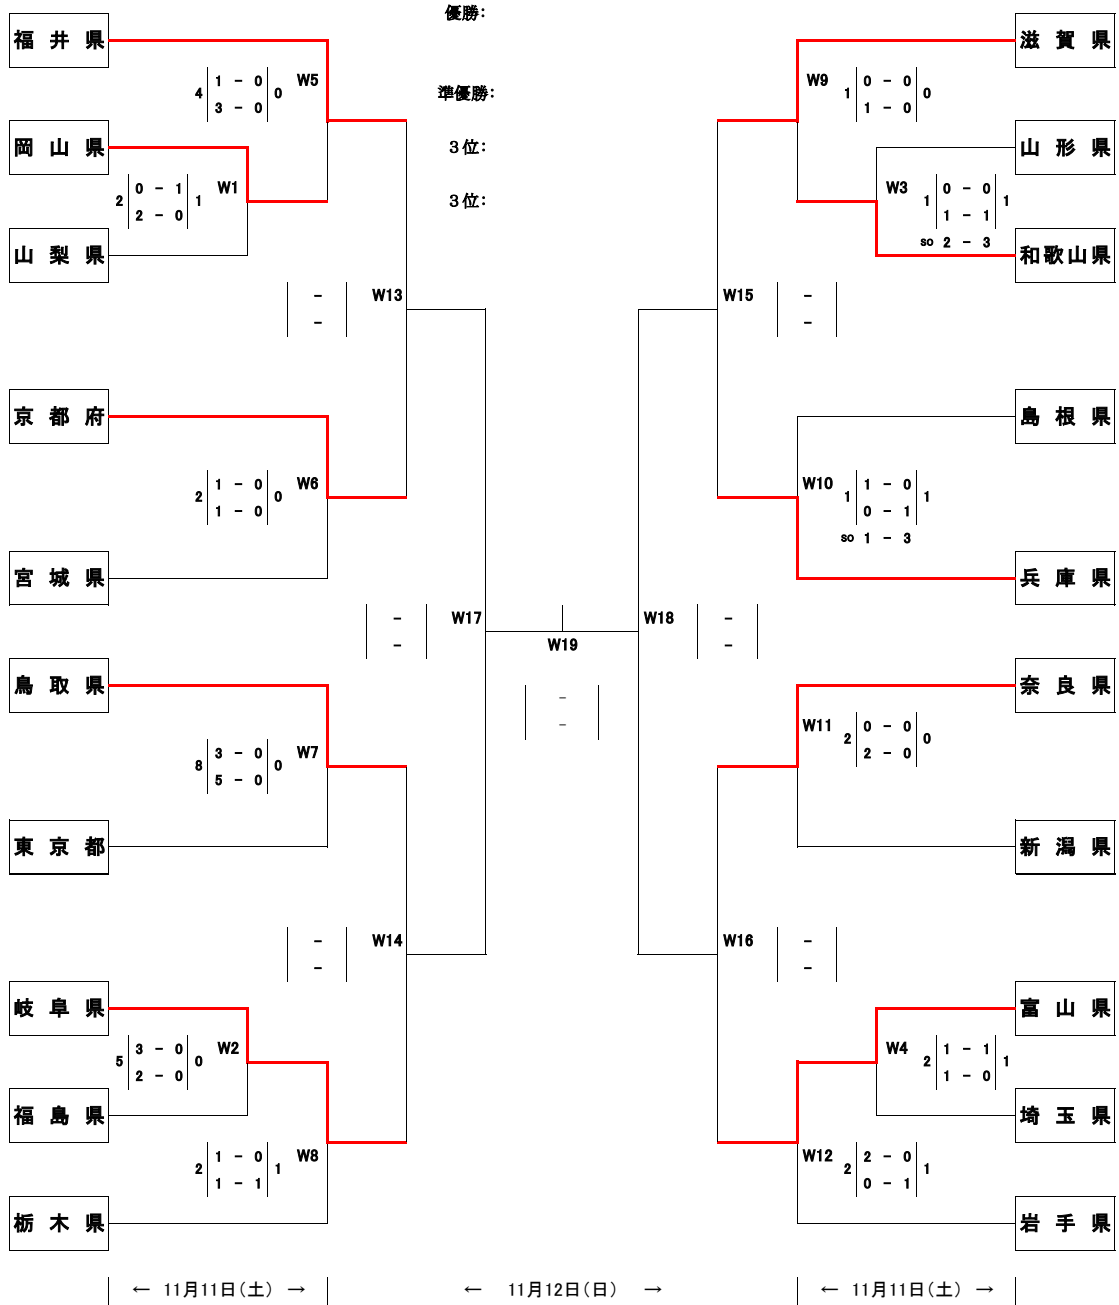 優勝：
準優勝：
３位：
３位：
福井県
4 1 - 0 0 W5
3 - 0
岡山県
2 0 - 1 1 W1
2 - 0
山梨県
- W13
-
京都府
2 1 - 0 0 W6
1 - 0
宮城県
- W17
-
鳥取県
8 3 - 0 0 W7
5 - 0
東京都
- W14
-
岐阜県
5 3 - 0 0 W2
2 - 0
福島県
2 1 - 0 1 W8
1 - 1
栃木県
W19
-
-
滋賀県
W9 1 0 - 0 0
1 - 0
山形県
W3 1 0 - 0 1
1 - 1
so 2 - 3
和歌山県
W15 -
-
島根県
W10 1 1 - 0 1
0 - 1
so 1 - 3
兵庫県
W18 -
-
奈良県
W11 2 0 - 0 0
2 - 0
新潟県
W16 -
-
富山県
W4 2 1 - 1 1
1 - 0
埼玉県
W12 2 2 - 0 1
0 - 1
岩手県
← 11月11日（土） →
← 11月12日（日） →
← 11月11日（土） →